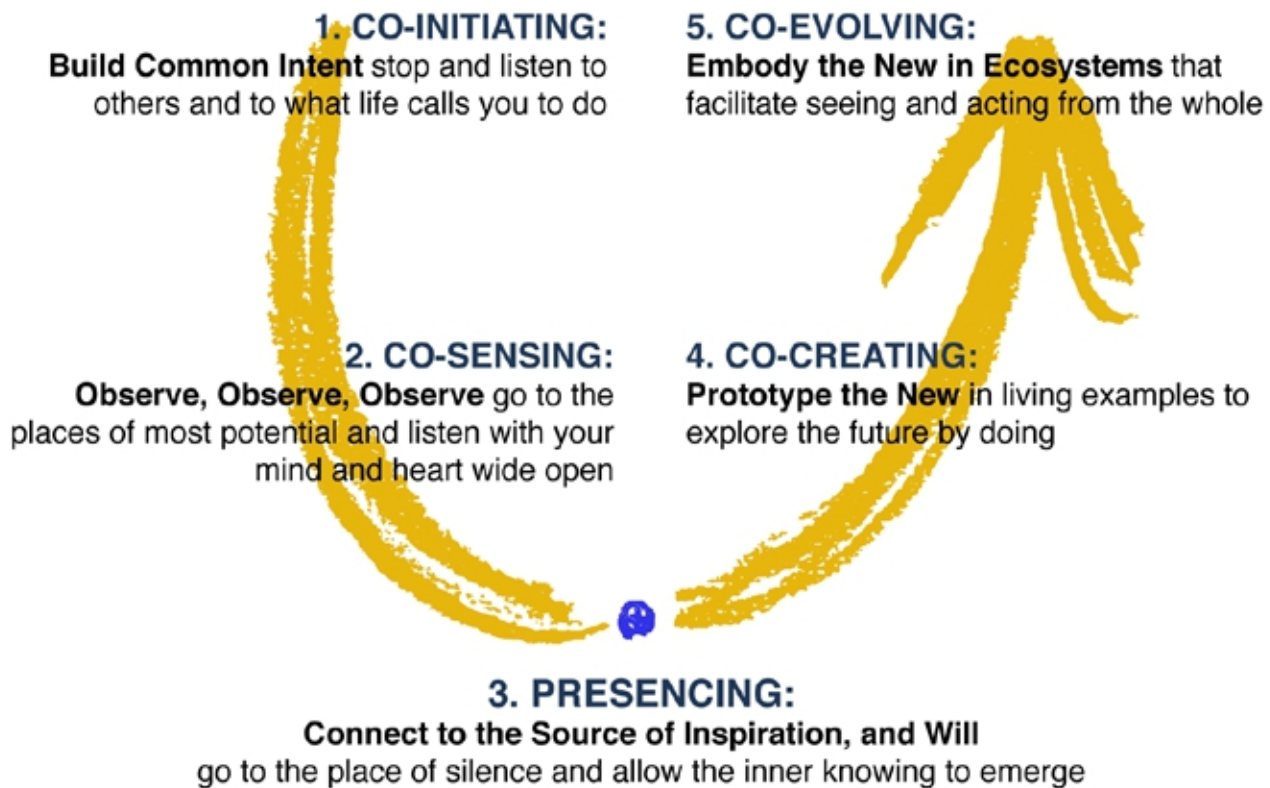 1. CO-INITIATING:
Build Common Intent stop and listen to
others and to what life calls you to do
2. CO-SENSING:
Observe, Observe, Observe go to the
places of most potential and listen with your
mind and heart wide open
3. PRESENCING:
Connect to the Source of Inspiration, and Will
go to the place of silence and allow the inner knowing to emerge
4. CO-CREATING:
Prototype the New in living examples to
explore the future by doing
5. CO-EVOLVING:
Embody the New in Ecosystems that
facilitate seeing and acting from the whole